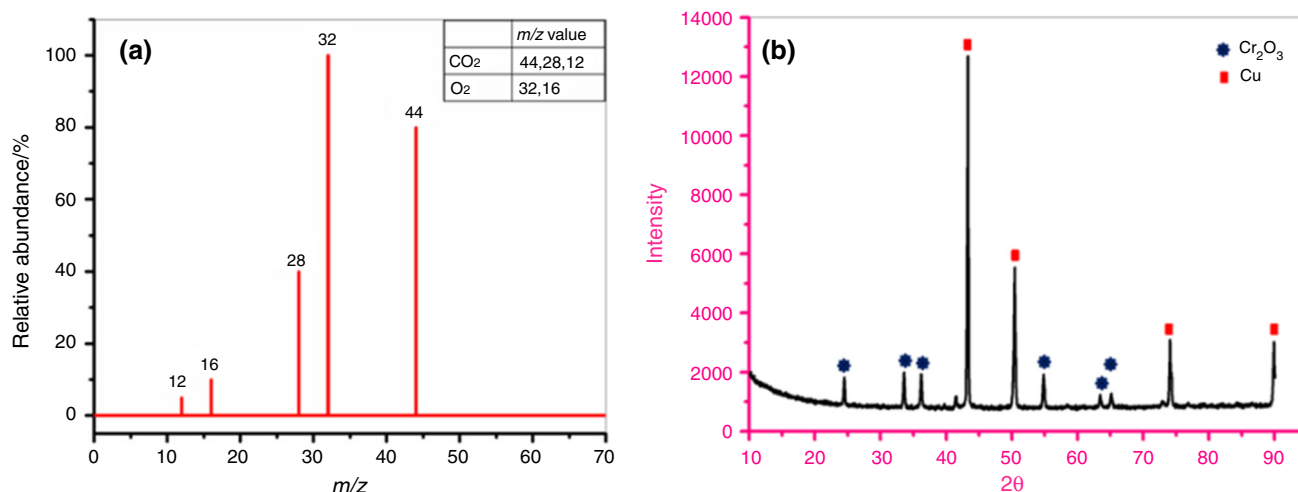 (a)
m/z value
CO₂ 44,28,12
O₂ 32,16
32
44
28
16
12
100
80
60
40
20
0
Relative abundance/%
0 10 20 30 40 50 60 70
m/z
(b)
Cr₂O₃
Cu
14000
12000
10000
8000
6000
4000
2000
0
Intensity
10 20 30 40 50 60 70 80 90
2θ